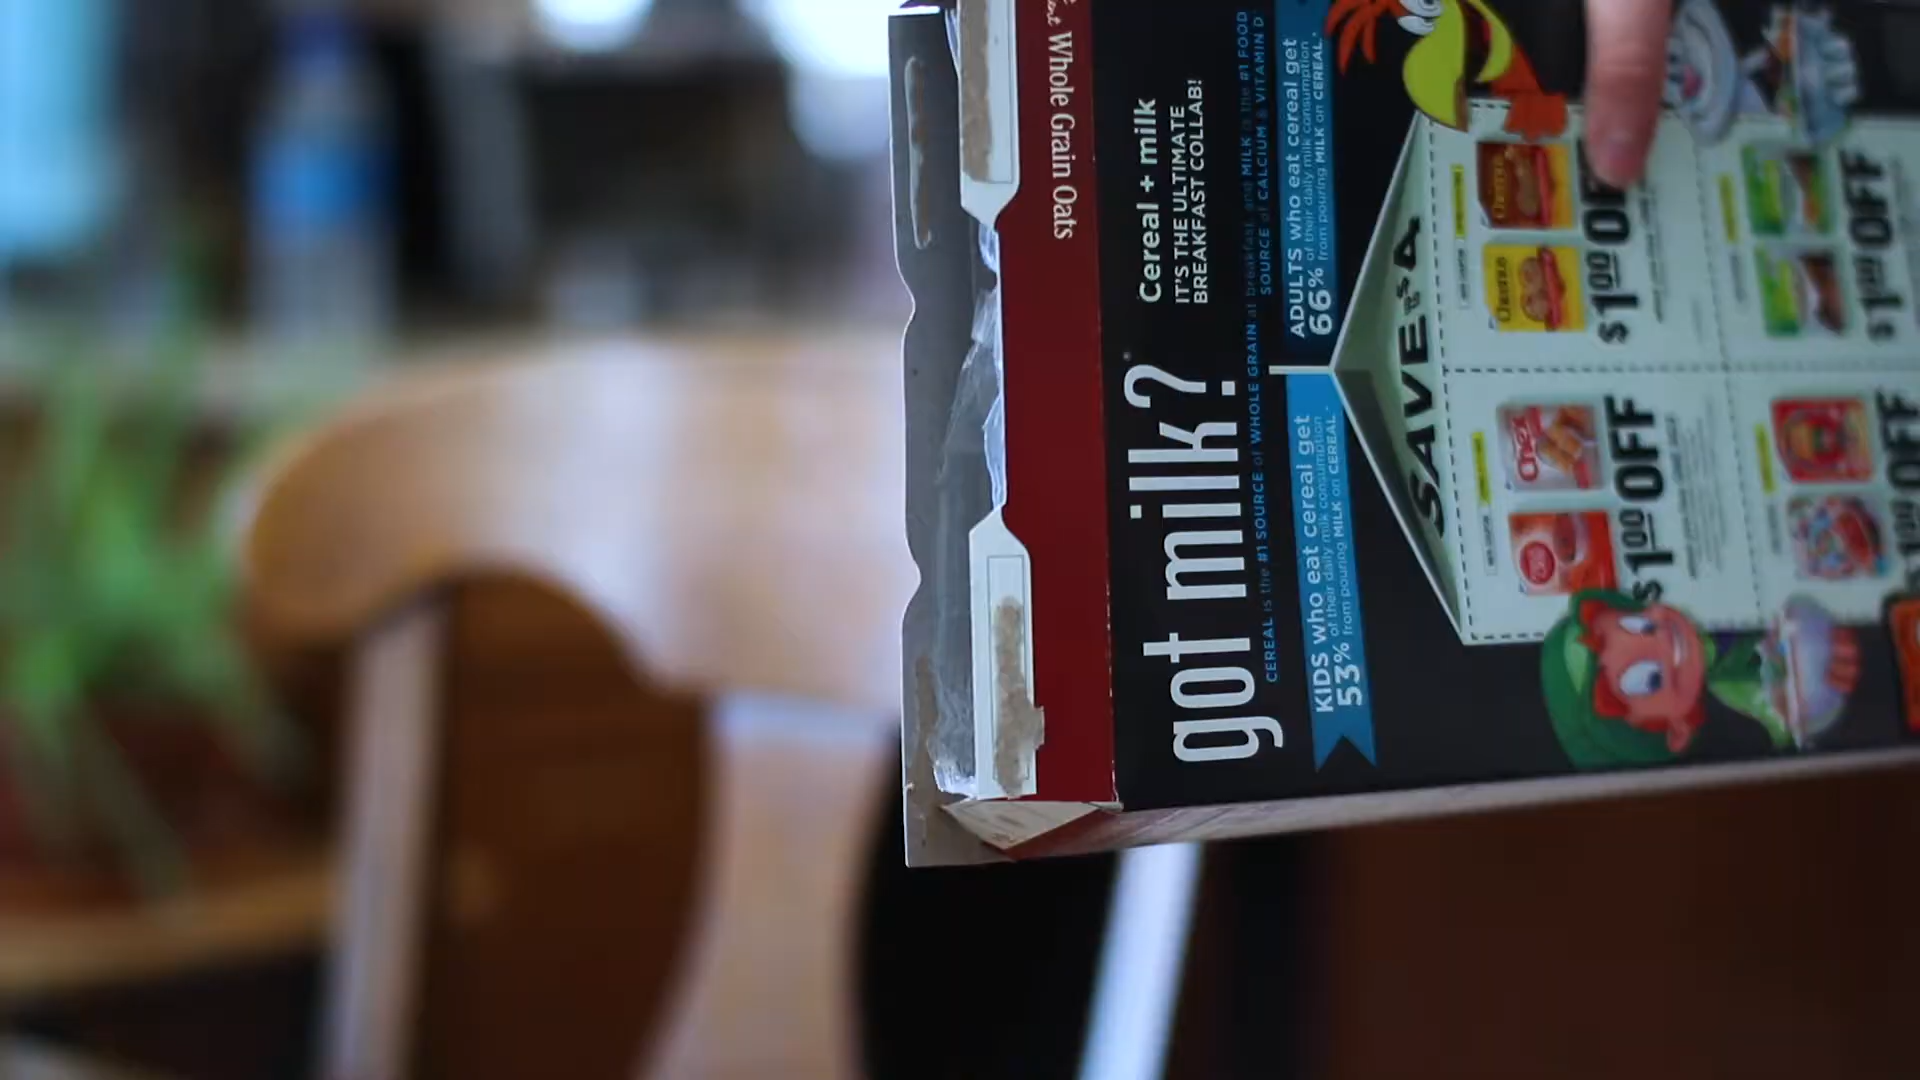 Whole Grain Oats
got milk?
Cereal + milk
IT'S THE ULTIMATE
BREAKFAST COLLAB!
CEREAL is the #1 SOURCE of WHOLE GRAIN at breakfast, and MILK is the #1 FOOD
SOURCE of CALCIUM & VITAMIN D
KIDS who eat cereal get
53% of their daily milk consumption
from pouring MILK on CEREAL.
ADULTS who eat cereal get
66% of their daily milk consumption
from pouring MILK on CEREAL.*
SAVE $4
Chex
$1.00 OFF
Cheerios
Cheerios
$1.00 OFF
$1.00 OFF
$1.00 OFF